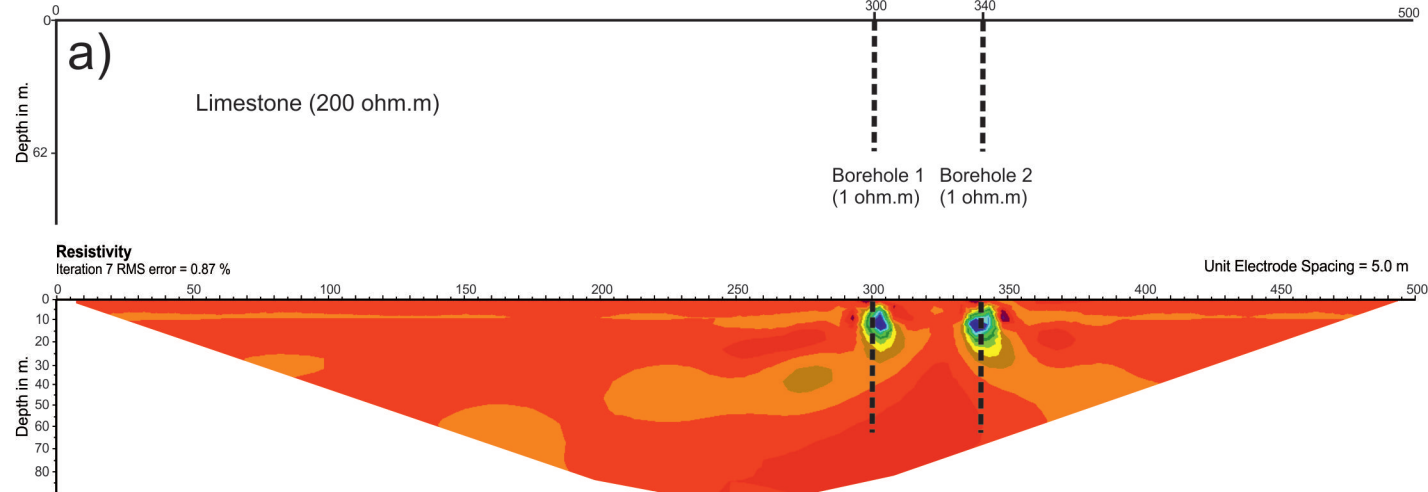 0 300 340 500
0
a)
Limestone (200 ohm.m)
Depth in m.
62
Borehole 1 Borehole 2
(1 ohm.m) (1 ohm.m)
Resistivity
Iteration 7 RMS error = 0.87 %
Unit Electrode Spacing = 5.0 m
0 50 100 150 200 250 300 350 400 450 500
0
10
20
30
40
50
60
70
80
Depth in m.